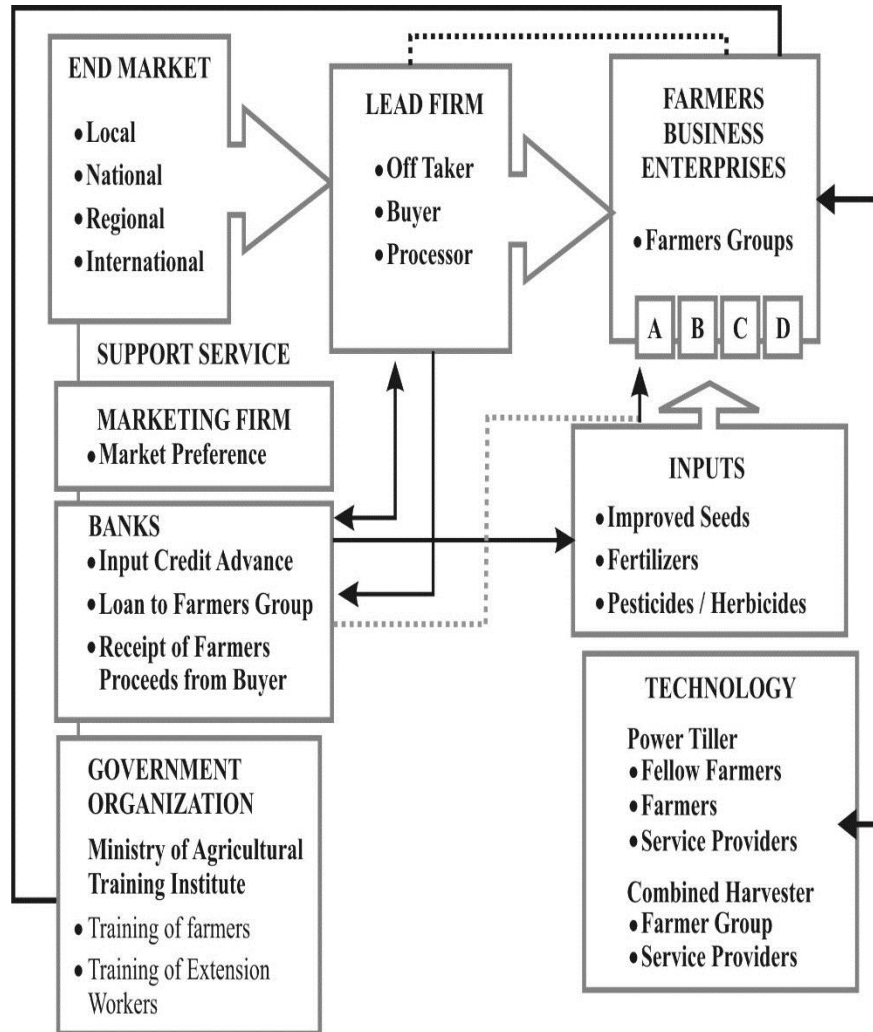 END MARKET
• Local
• National
• Regional
• International
LEAD FIRM
• Off Taker
• Buyer
• Processor
FARMERS
BUSINESS
ENTERPRISES
• Farmers Groups
A B C D
SUPPORT SERVICE
MARKETING FIRM
• Market Preference
BANKS
• Input Credit Advance
• Loan to Farmers Group
• Receipt of Farmers
Proceeds from Buyer
INPUTS
• Improved Seeds
• Fertilizers
• Pesticides / Herbicides
GOVERNMENT
ORGANIZATION
Ministry of Agricultural
Training Institute
• Training of farmers
• Training of Extension
Workers
TECHNOLOGY
Power Tiller
• Fellow Farmers
• Farmers
• Service Providers
Combined Harvester
• Farmer Group
• Service Providers